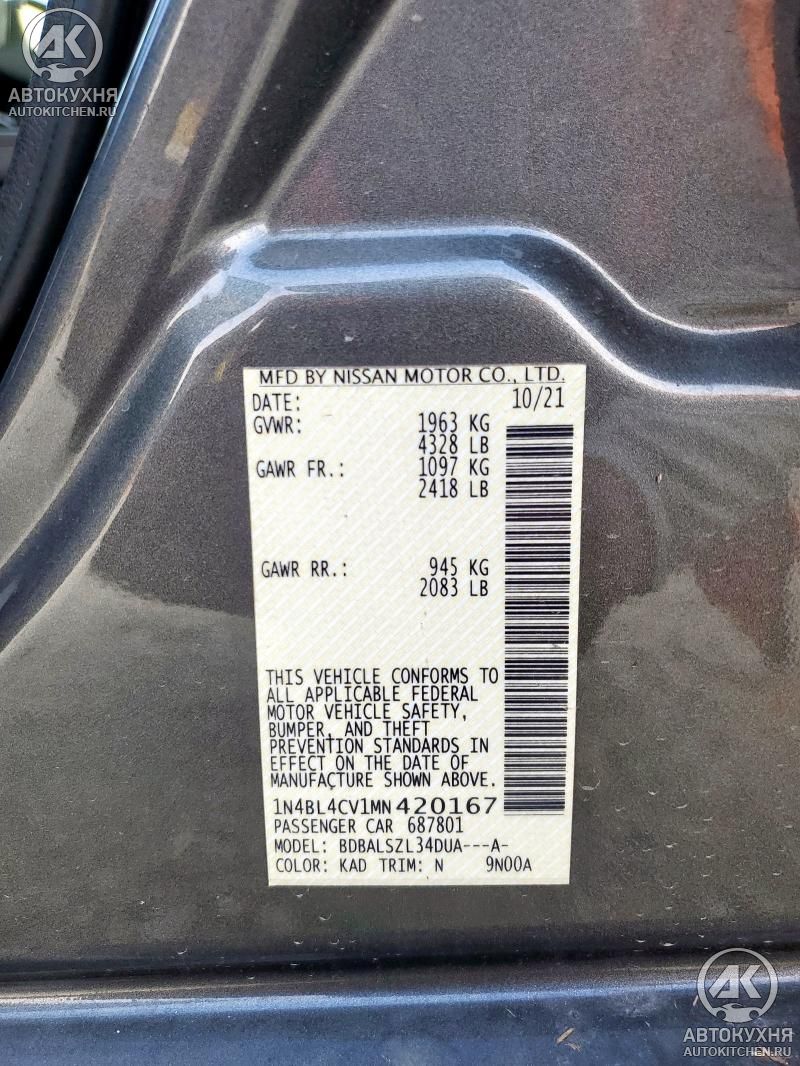 AK
АВТОКУХНЯ
AUTOKITCHEN.RU
MFD BY NISSAN MOTOR CO., LTD.
DATE: 10/21
GVWR: 1963 KG
4328 LB
GAWR FR.: 1097 KG
2418 LB
GAWR RR.: 945 KG
2083 LB
THIS VEHICLE CONFORMS TO
ALL APPLICABLE FEDERAL
MOTOR VEHICLE SAFETY,
BUMPER, AND THEFT
PREVENTION STANDARDS IN
EFFECT ON THE DATE OF
MANUFACTURE SHOWN ABOVE.
1N4BL4CV1MN420167
PASSENGER CAR 687801
MODEL: BDBALSZL34DUA---A-
COLOR: KAD TRIM: N 9N00A
AK
АВТОКУХНЯ
AUTOKITCHEN.RU